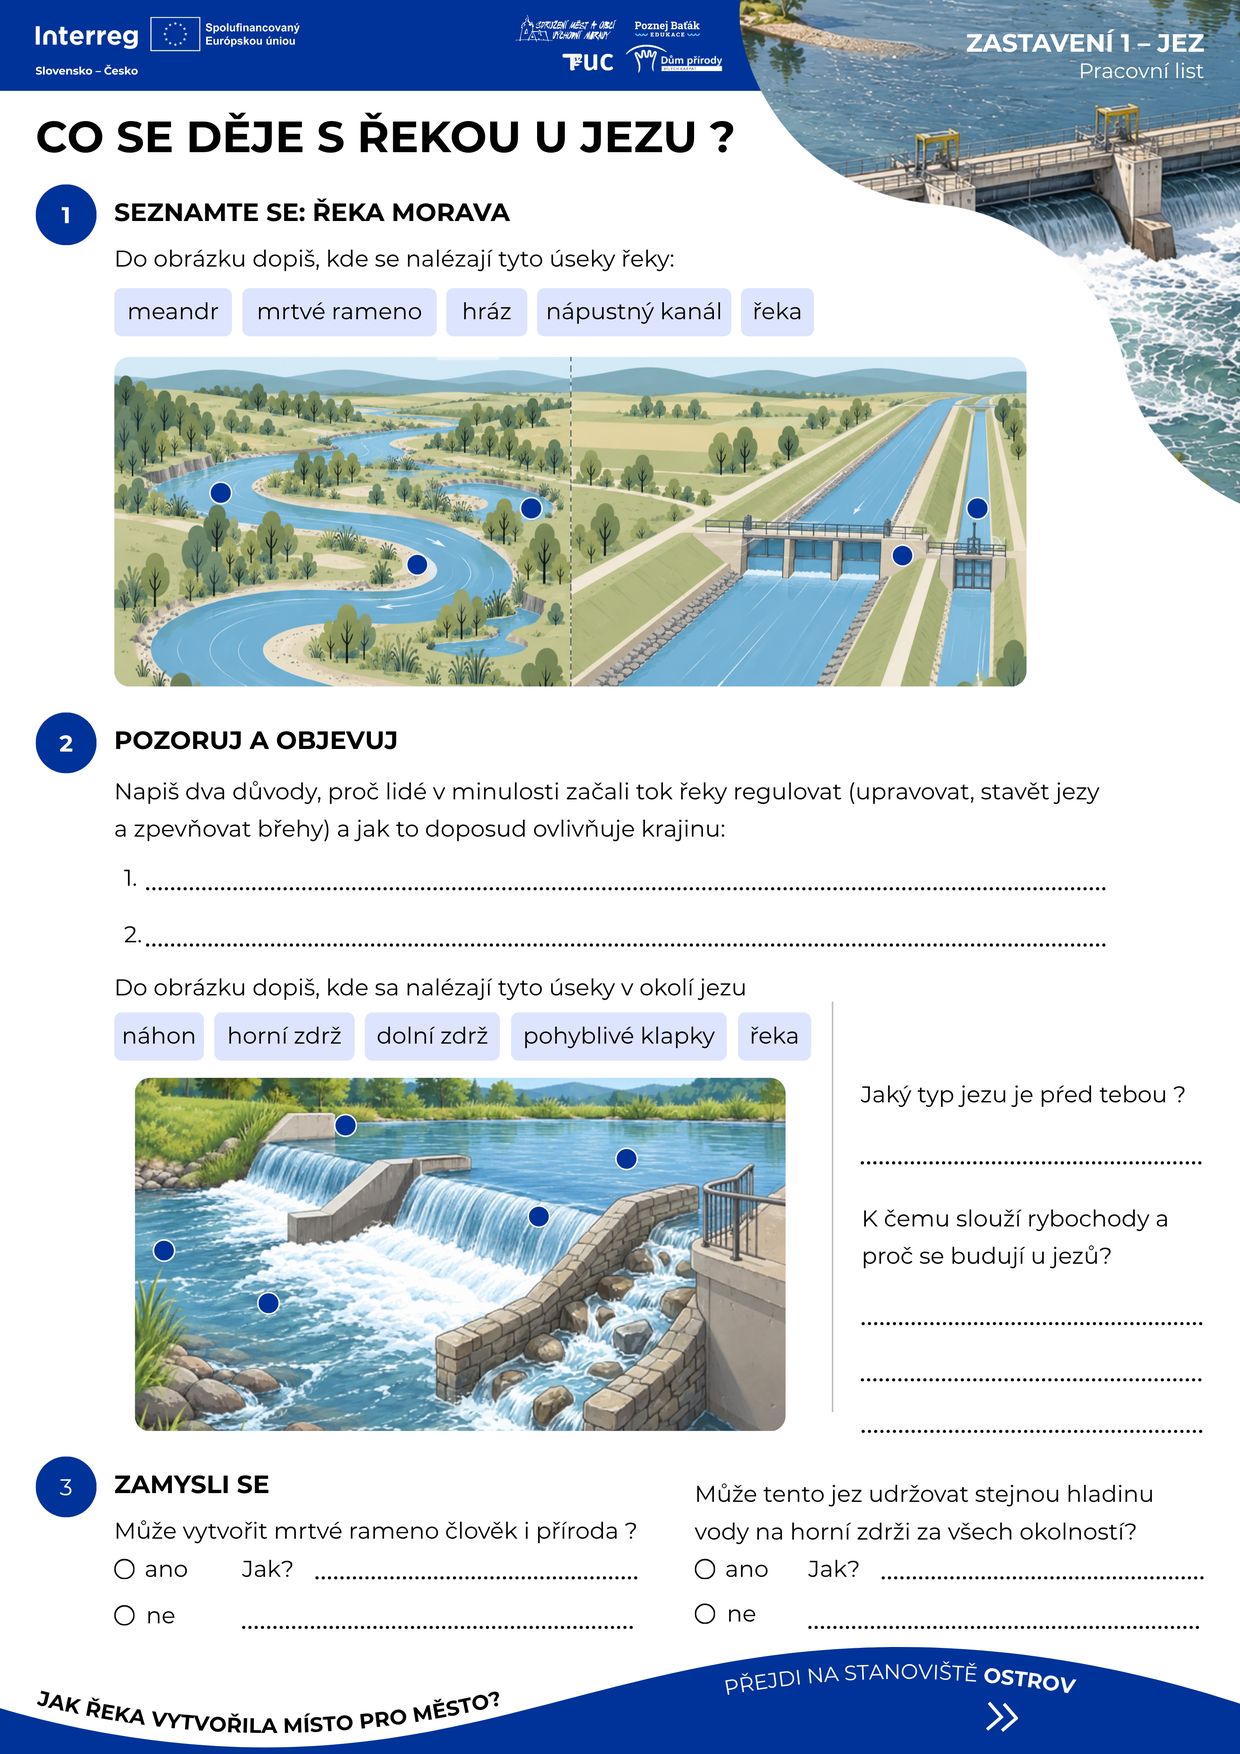 Interreg
Spolufinancovaný
Európskou úniou
Slovensko – Česko
Poznej Baťák
EDUKACE
TUC
Dům přírody
ZASTAVENÍ 1 – JEZ
Pracovní list
CO SE DĚJE S ŘEKOU U JEZU ?
1
SEZNAMTE SE: ŘEKA MORAVA
Do obrázku dopiš, kde se nalézají tyto úseky řeky:
meandr mrtvé rameno hráz nápustný kanál řeka
2
POZORUJ A OBJEVUJ
Napiš dva důvody, proč lidé v minulosti začali tok řeky regulovat (upravovat, stavět jezy
a zpevňovat břehy) a jak to doposud ovlivňuje krajinu:
1.
2.
Do obrázku dopiš, kde sa nalézají tyto úseky v okolí jezu
náhon horní zdrž dolní zdrž pohyblivé klapky řeka
Jaký typ jezu je před tebou ?
K čemu slouží rybochody a
proč se budují u jezů?
3
ZAMYSLI SE
Může vytvořit mrtvé rameno člověk i příroda ?
ano Jak?
ne
Může tento jez udržovat stejnou hladinu
vody na horní zdrži za všech okolností?
ano Jak?
ne
JAK ŘEKA VYTVOŘILA MÍSTO PRO MĚSTO?
PŘEJDI NA STANOVIŠTĚ OSTROV